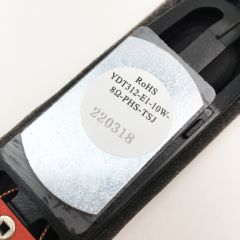 RoHS
YDT312-E1-10W-
8Ω-PHS-TSJ
220318